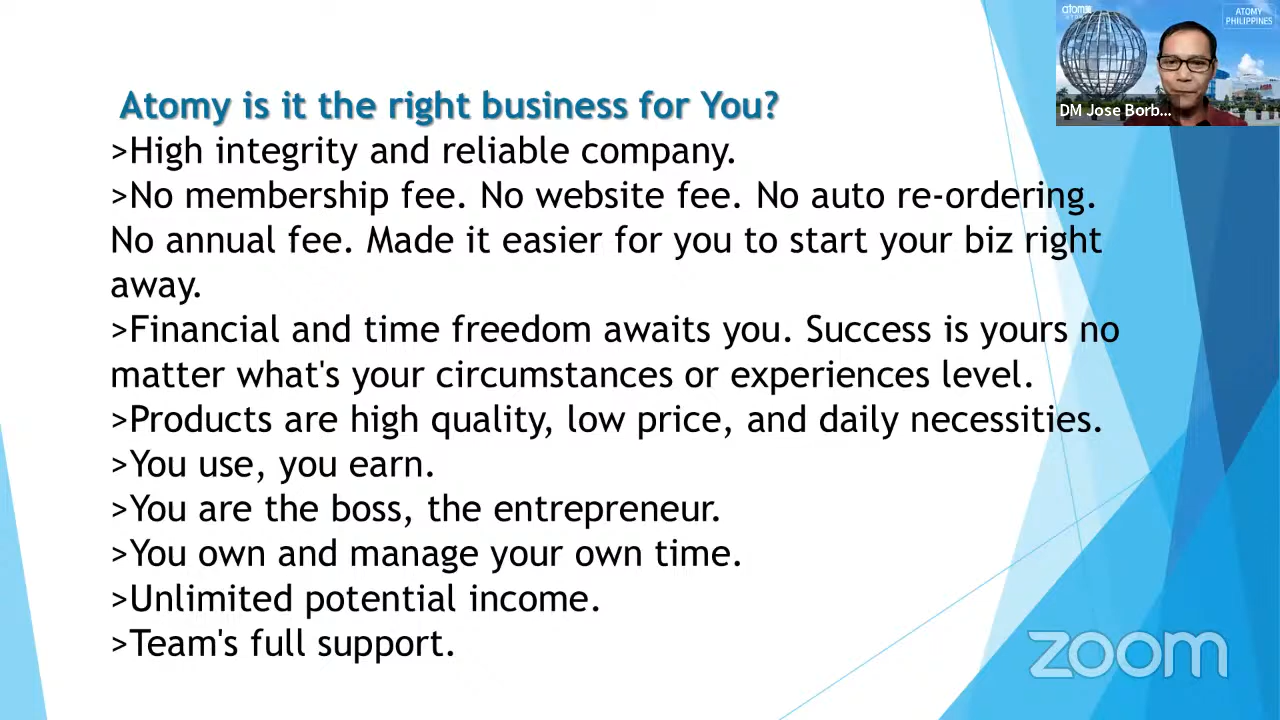 Atomy is it the right business for You?
>High integrity and reliable company.
>No membership fee. No website fee. No auto re-ordering.
No annual fee. Made it easier for you to start your biz right
away.
>Financial and time freedom awaits you. Success is yours no
matter what's your circumstances or experiences level.
>Products are high quality, low price, and daily necessities.
>You use, you earn.
>You are the boss, the entrepreneur.
>You own and manage your own time.
>Unlimited potential income.
>Team's full support.
ATOMY
PHILIPPINES
DM Jose Borb...
zoom